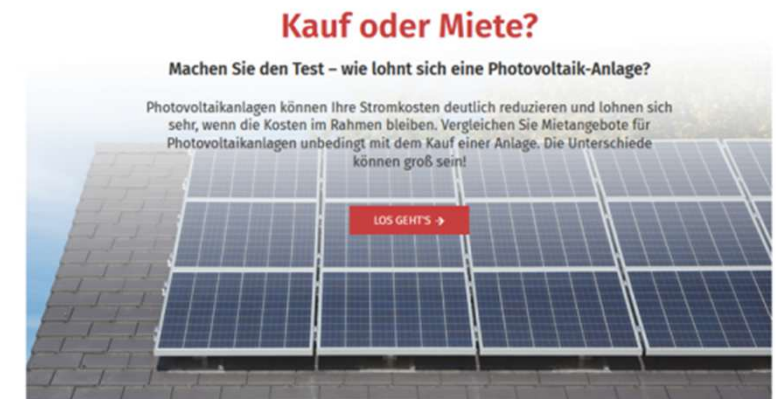 Kauf oder Miete?
Machen Sie den Test – wie lohnt sich eine Photovoltaik-Anlage?
Photovoltaikanlagen können Ihre Stromkosten deutlich reduzieren und lohnen sich
sehr, wenn die Kosten im Rahmen bleiben. Vergleichen Sie Mietangebote für
Photovoltaikanlagen unbedingt mit dem Kauf einer Anlage. Die Unterschiede
können groß sein!
LOS GEHT'S →